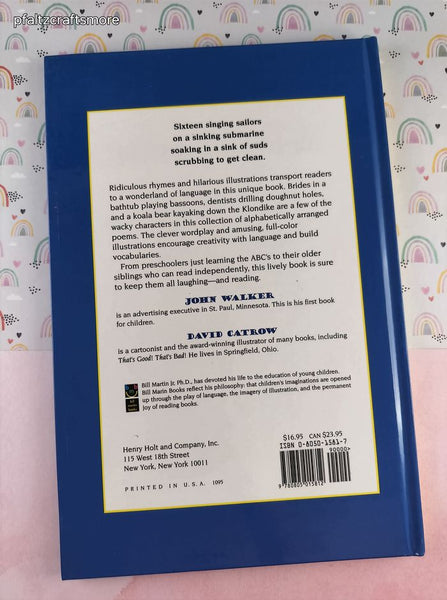 pfaltzcraftsmore
Sixteen singing sailors
on a sinking submarine
soaking in a sink of suds
scrubbing to get clean.
Ridiculous rhymes and hilarious illustrations transport readers
to a wonderland of language in this unique book. Brides in a
bathtub playing bassoons, dentists drilling doughnut holes,
and a koala bear kayaking down the Klondike are a few of the
wacky characters in this collection of alphabetically arranged
poems. The clever wordplay and amusing, full-color
illustrations encourage creativity with language and build
vocabularies.
From preschoolers just learning the ABC's to their older
siblings who can read independently, this lively book is sure
to keep them all laughing—and reading.
JOHN WALKER
is an advertising executive in St. Paul, Minnesota. This is his first book
for children.
DAVID CATROW
is a cartoonist and the award-winning illustrator of many books, including
That's Good! That's Bad! He lives in Springfield, Ohio.
Bill Martin Jr, Ph.D., has devoted his life to the education of young children.
Bill Martin Books reflect his philosophy: that children's imaginations are opened
up through the play of language, the imagery of illustration, and the permanent
joy of reading books.
$16.95 CAN $23.95
ISBN 0-8050-1581-7
90000>
9 780805 015812
Henry Holt and Company, Inc.
115 West 18th Street
New York, New York 10011
PRINTED IN U.S.A. 1095